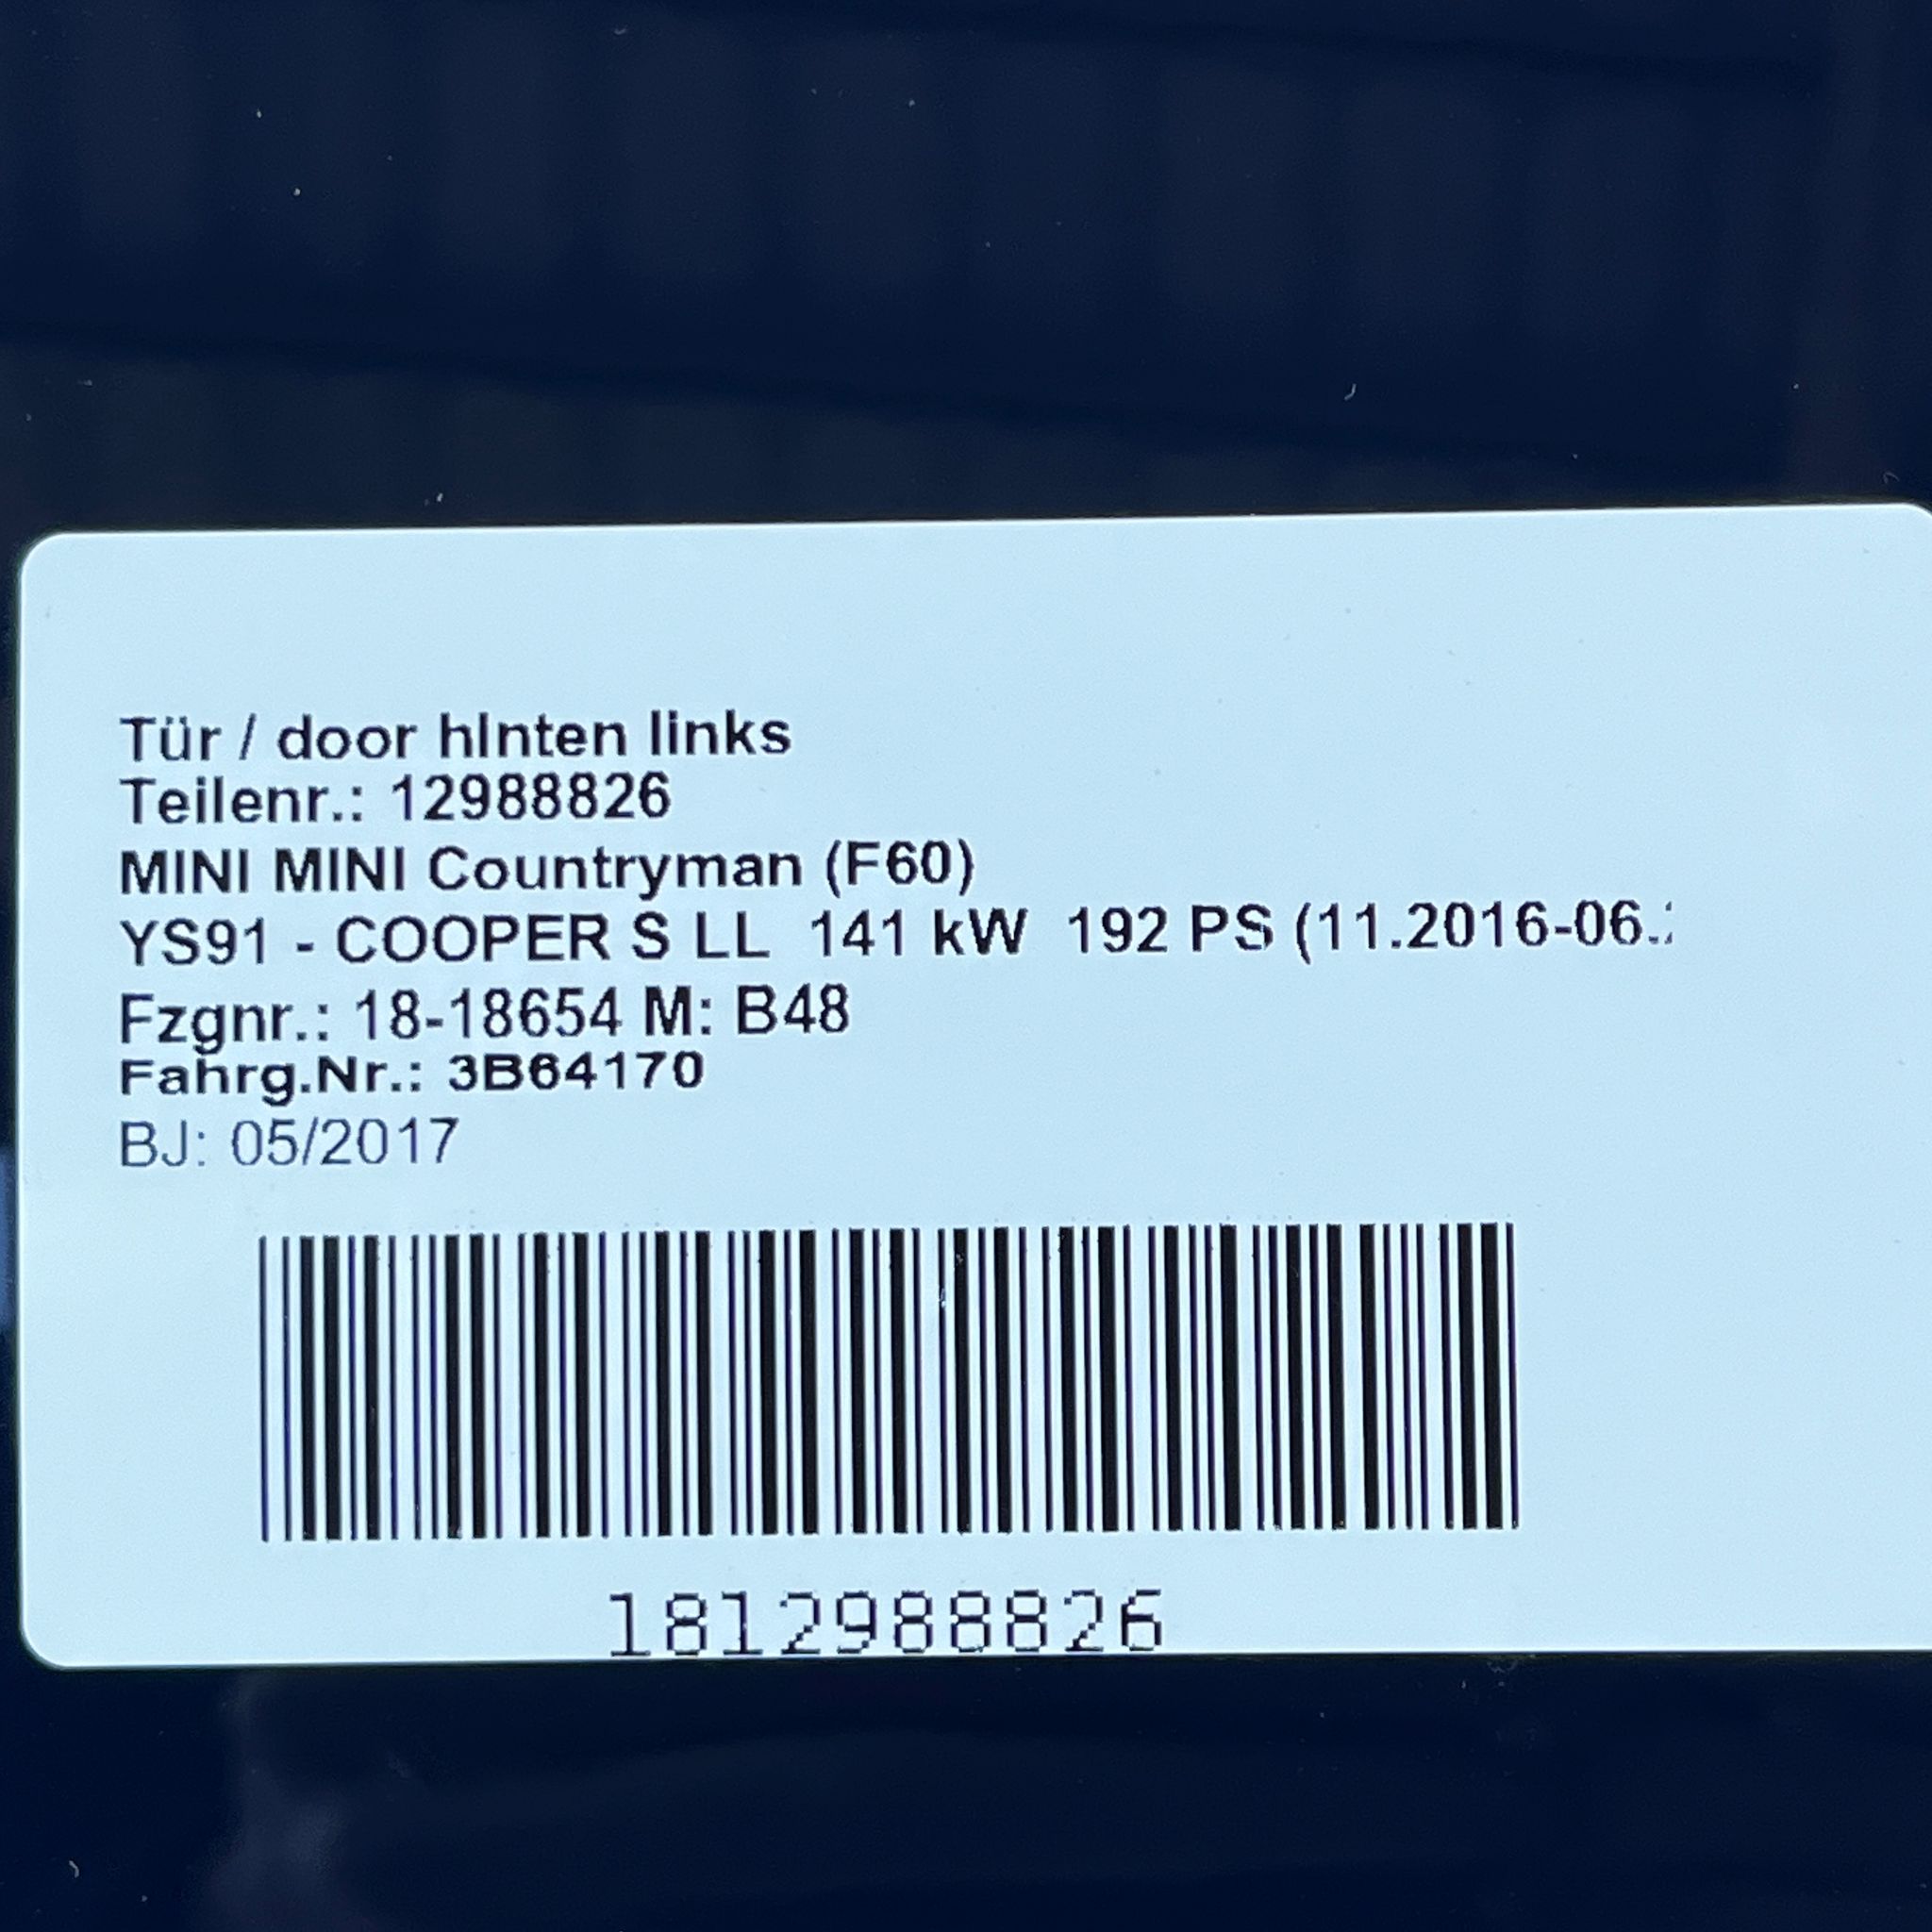 Tür / door hInten links
Teilenr.: 12988826
MINI MINI Countryman (F60)
YS91 - COOPER S LL 141 kW 192 PS (11.2016-06.
Fzgnr.: 18-18654 M: B48
Fahrg.Nr.: 3B64170
BJ: 05/2017
1812988826